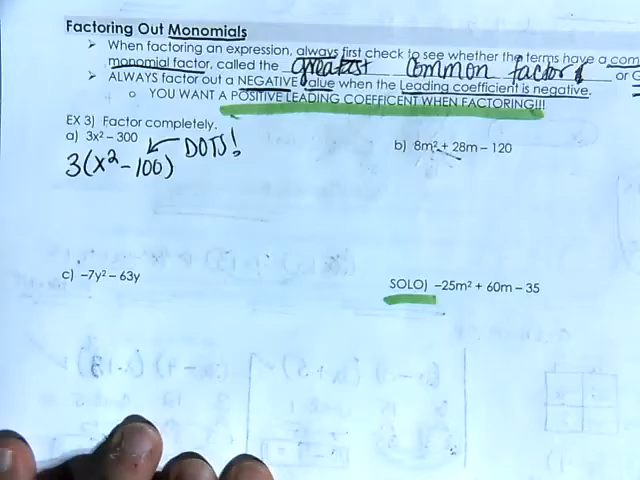 Factoring Out Monomials
➢ When factoring an expression, always first check to see whether the terms have a com
monomial factor, called the greatest common factor or G
➢ ALWAYS factor out a NEGATIVE value when the Leading coefficient is negative.
o YOU WANT A POSITIVE LEADING COEFFICENT WHEN FACTORING!!!
EX 3) Factor completely.
a) 3x² – 300
DOTS!
3(x² – 100)
b) 8m² + 28m – 120
c) –7y² – 63y
SOLO) –25m² + 60m – 35